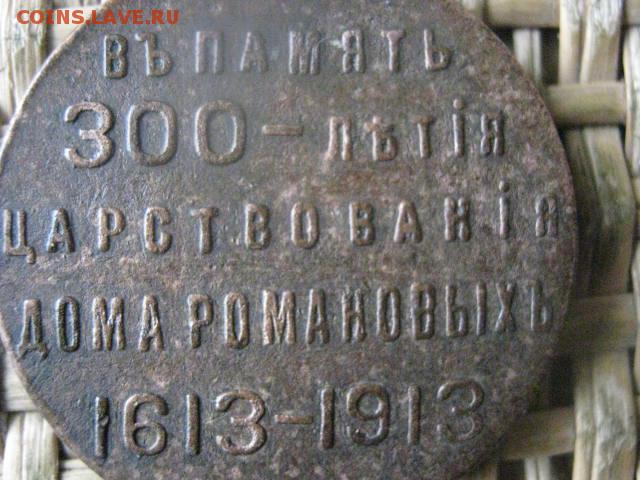 COINS.LAVE.RU
ВЪ ПАМЯТЬ
300-ЛѢТІЯ
ЦАРСТВОВАНІЯ
ДОМА РОМАНОВЫХЪ
1613-1913